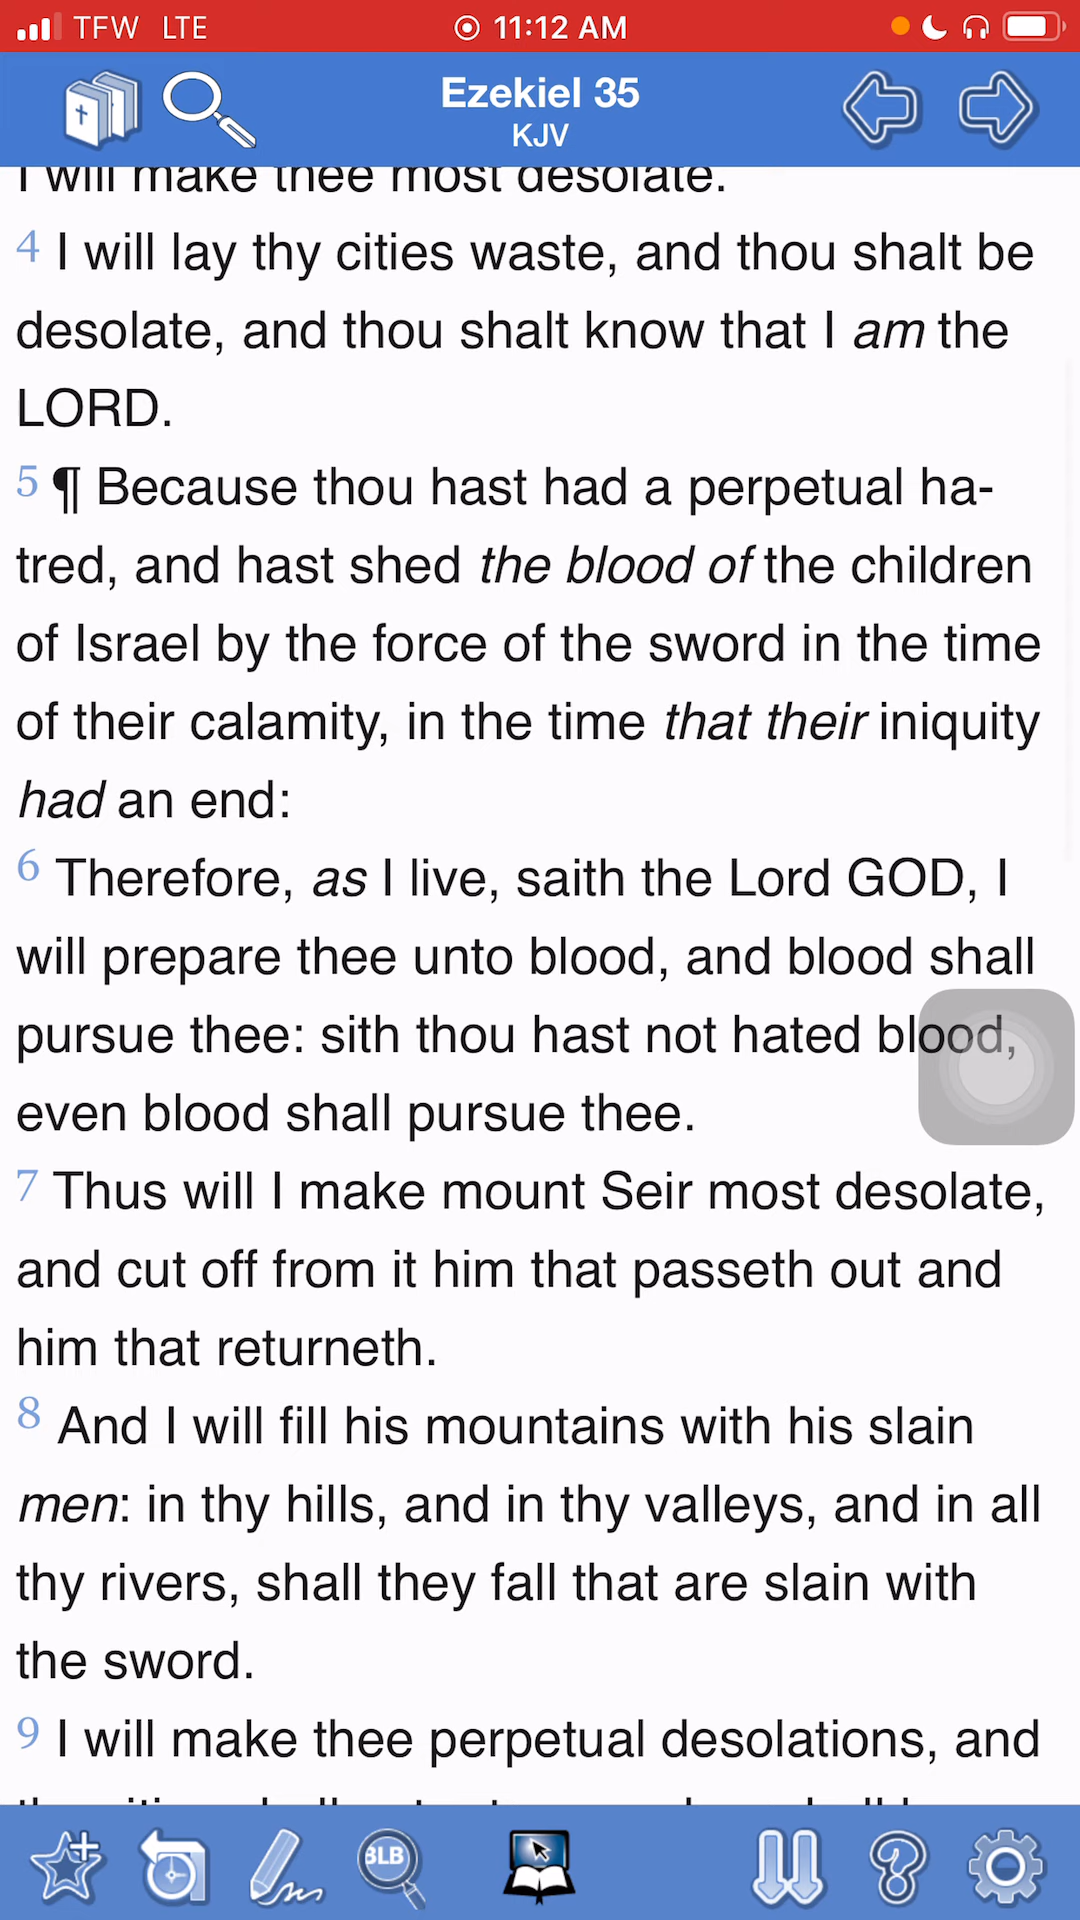 TFW LTE 11:12 AM
Ezekiel 35
KJV
I will make thee most desolate.
4 I will lay thy cities waste, and thou shalt be
desolate, and thou shalt know that I am the
LORD.
5 ¶ Because thou hast had a perpetual ha-
tred, and hast shed the blood of the children
of Israel by the force of the sword in the time
of their calamity, in the time that their iniquity
had an end:
6 Therefore, as I live, saith the Lord GOD, I
will prepare thee unto blood, and blood shall
pursue thee: sith thou hast not hated blood,
even blood shall pursue thee.
7 Thus will I make mount Seir most desolate,
and cut off from it him that passeth out and
him that returneth.
8 And I will fill his mountains with his slain
men: in thy hills, and in thy valleys, and in all
thy rivers, shall they fall that are slain with
the sword.
9 I will make thee perpetual desolations, and
BLB